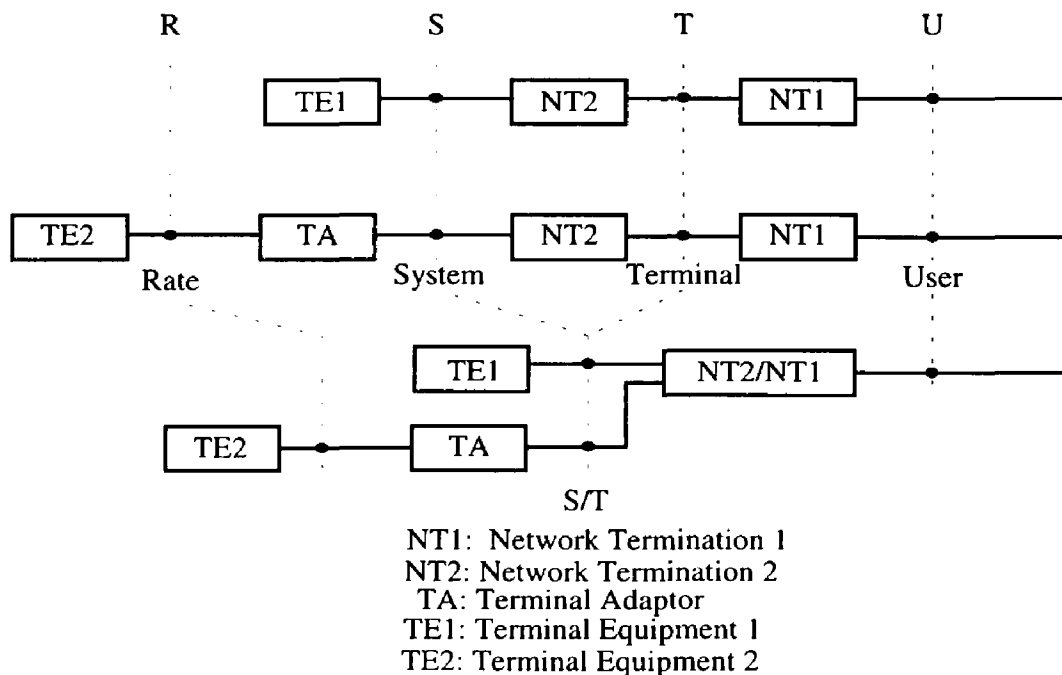 R S T U
TE1 NT2 NT1
TE2 TA NT2 NT1
Rate System Terminal User
TE1 NT2/NT1
TE2 TA
S/T
NT1: Network Termination 1
NT2: Network Termination 2
TA: Terminal Adaptor
TE1: Terminal Equipment 1
TE2: Terminal Equipment 2